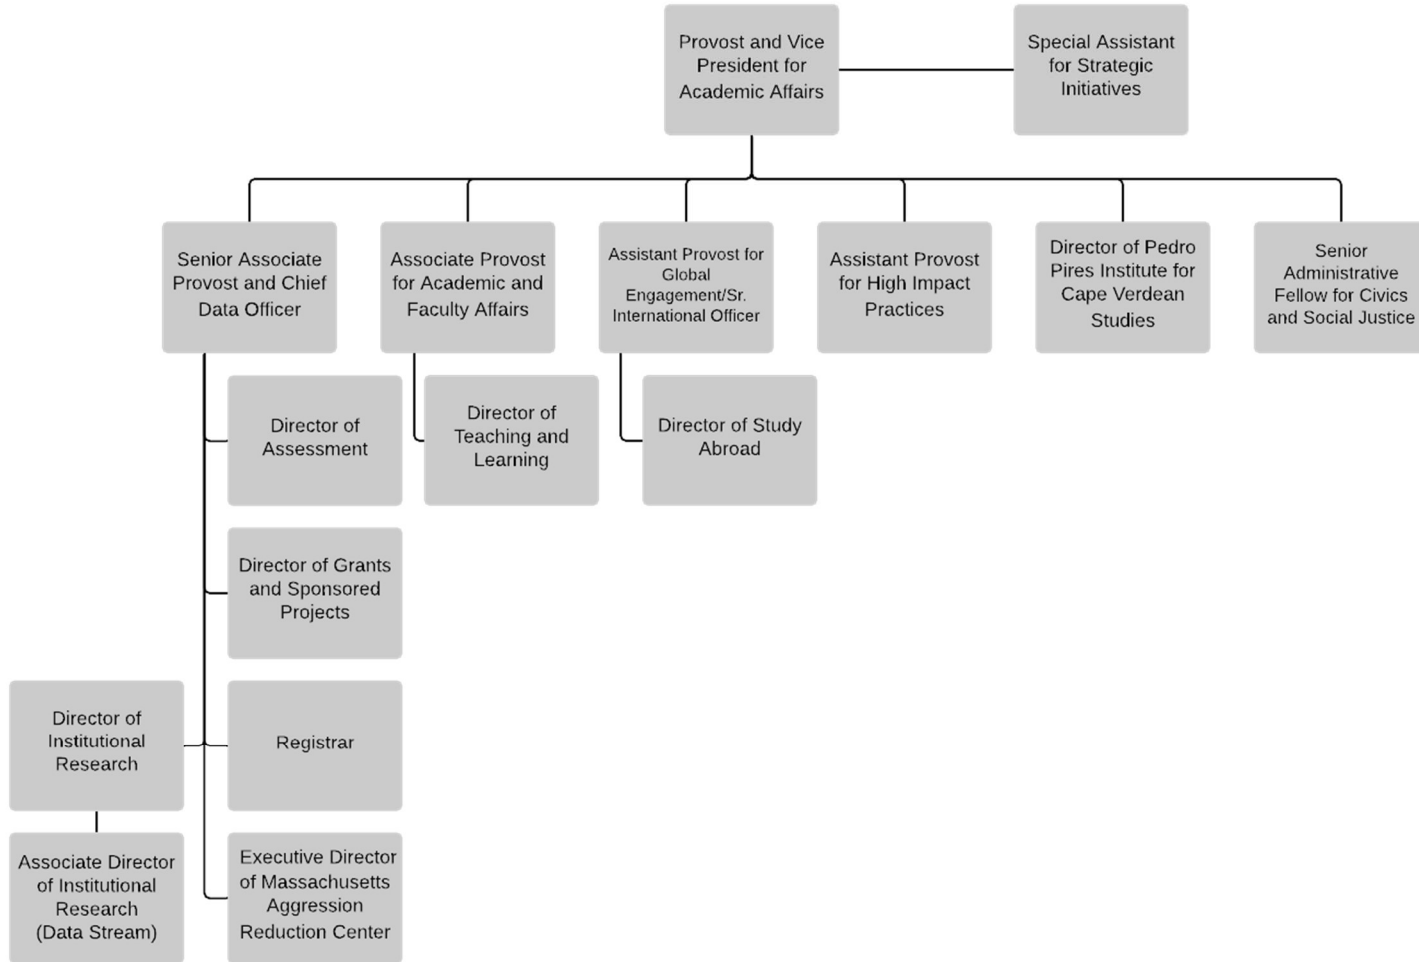 Provost and Vice
President for
Academic Affairs
Special Assistant
for Strategic
Initiatives
Senior Associate
Provost and Chief
Data Officer
Associate Provost
for Academic and
Faculty Affairs
Assistant Provost for
Global
Engagement/Sr.
International Officer
Assistant Provost
for High Impact
Practices
Director of Pedro
Pires Institute for
Cape Verdean
Studies
Senior
Administrative
Fellow for Civics
and Social Justice
Director of
Assessment
Director of
Teaching and
Learning
Director of Study
Abroad
Director of Grants
and Sponsored
Projects
Director of
Institutional
Research
Registrar
Associate Director
of Institutional
Research
(Data Stream)
Executive Director
of Massachusetts
Aggression
Reduction Center